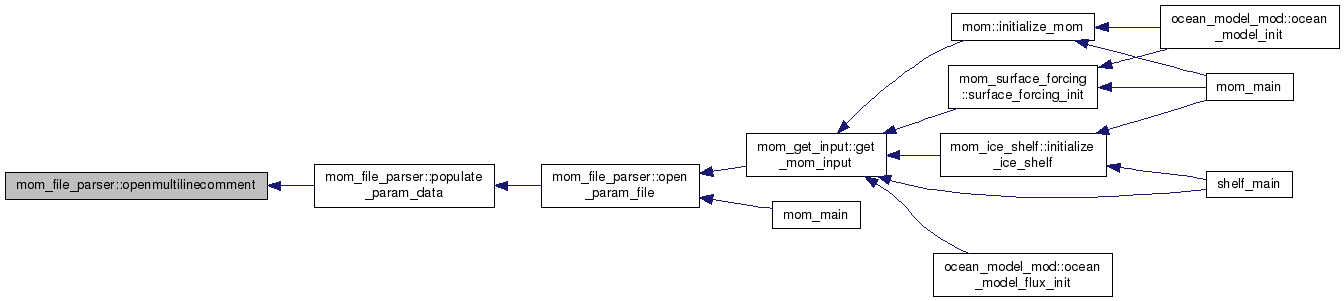 mom_file_parser::openmultilinecomment
mom_file_parser::populate
_param_data
mom_file_parser::open
_param_file
mom_get_input::get
_mom_input
mom_main
mom::initialize_mom
mom_surface_forcing
::surface_forcing_init
mom_ice_shelf::initialize
_ice_shelf
ocean_model_mod::ocean
_model_flux_init
ocean_model_mod::ocean
_model_init
mom_main
shelf_main